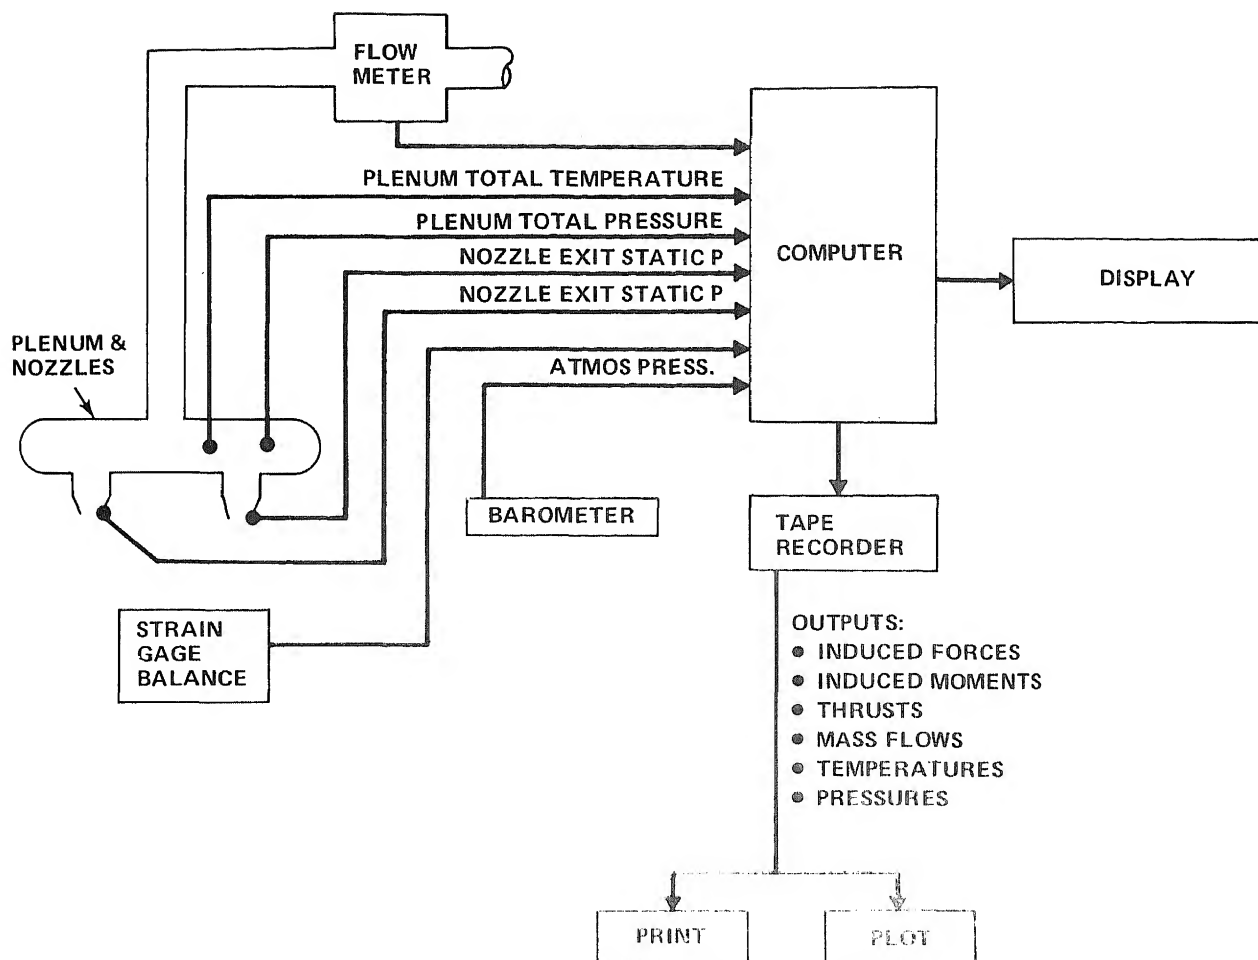 FLOW
METER
PLENUM TOTAL TEMPERATURE
PLENUM TOTAL PRESSURE
NOZZLE EXIT STATIC P
NOZZLE EXIT STATIC P
ATMOS PRESS.
COMPUTER
DISPLAY
PLENUM &
NOZZLES
BAROMETER
TAPE
RECORDER
STRAIN
GAGE
BALANCE
OUTPUTS:
● INDUCED FORCES
● INDUCED MOMENTS
● THRUSTS
● MASS FLOWS
● TEMPERATURES
● PRESSURES
PRINT
PLOT